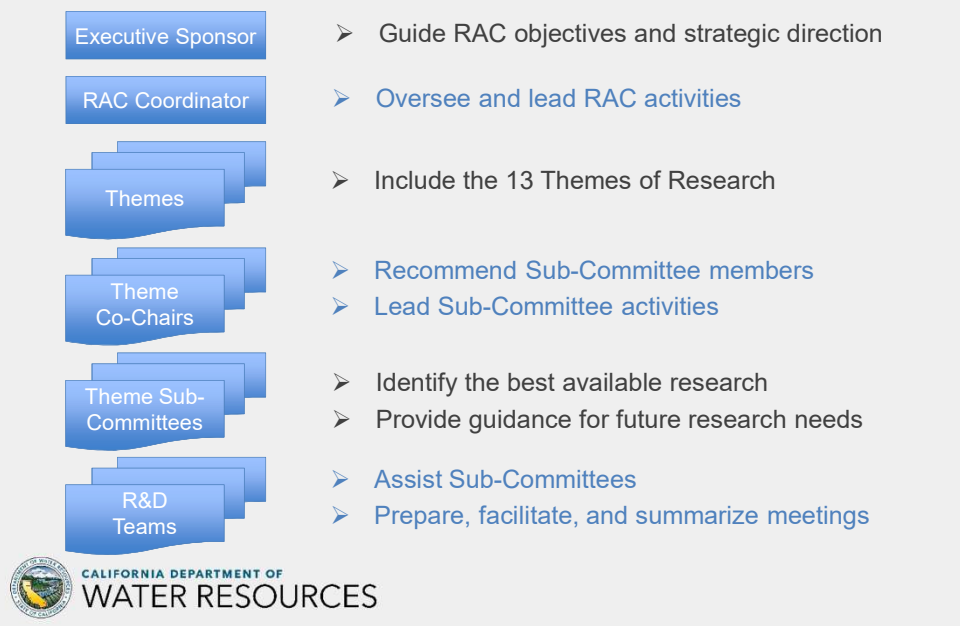 Executive Sponsor
Guide RAC objectives and strategic direction
RAC Coordinator
Oversee and lead RAC activities
Themes
Include the 13 Themes of Research
Theme
Co-Chairs
Recommend Sub-Committee members
Lead Sub-Committee activities
Theme Sub-
Committees
Identify the best available research
Provide guidance for future research needs
R&D
Teams
Assist Sub-Committees
Prepare, facilitate, and summarize meetings
CALIFORNIA DEPARTMENT OF
WATER RESOURCES